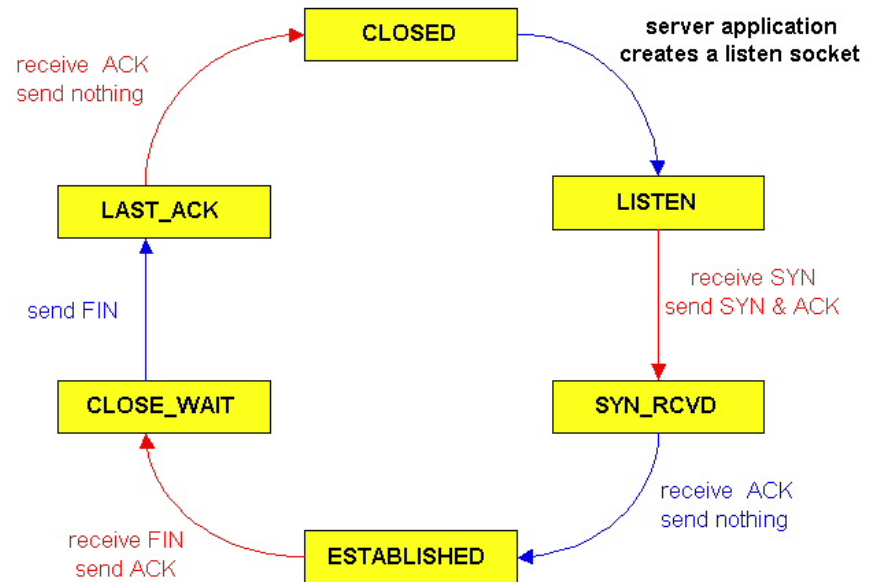 CLOSED
server application
creates a listen socket
receive ACK
send nothing
LAST_ACK
LISTEN
receive SYN
send SYN & ACK
send FIN
CLOSE_WAIT
SYN_RCVD
receive ACK
send nothing
receive FIN
send ACK
ESTABLISHED